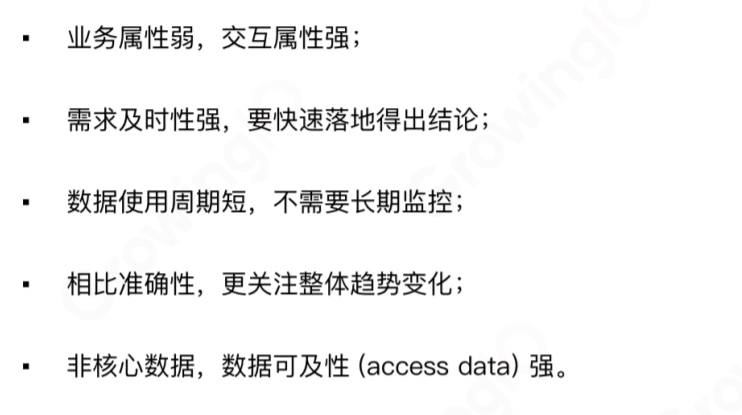 ▪ 业务属性弱，交互属性强；
▪ 需求及时性强，要快速落地得出结论；
▪ 数据使用周期短，不需要长期监控；
▪ 相比准确性，更关注整体趋势变化；
▪ 非核心数据，数据可及性 (access data) 强。
GrowingIO
GrowingIO